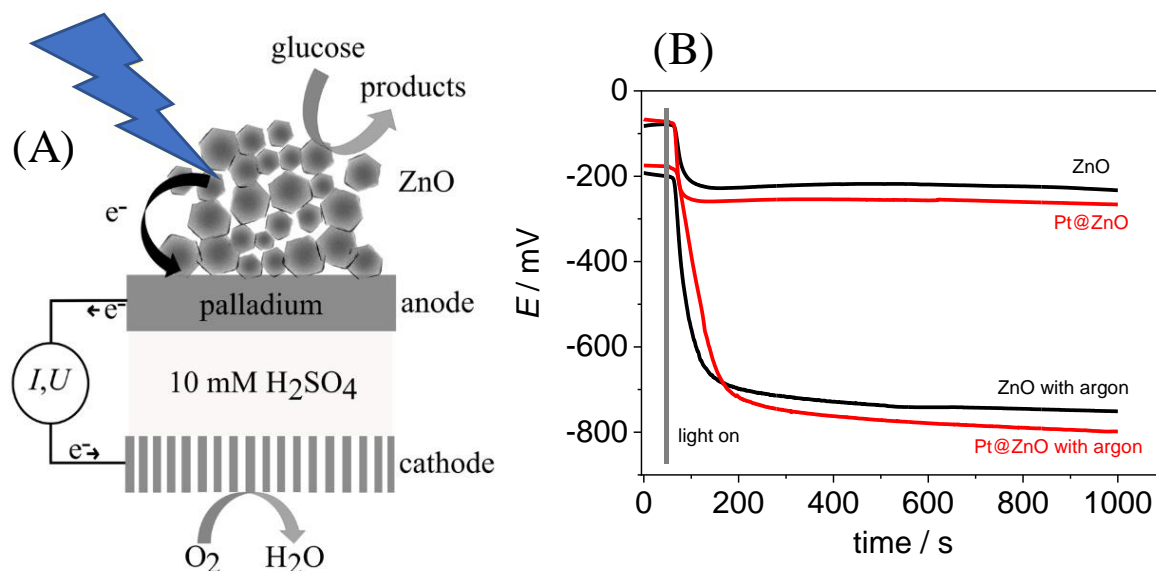 (A)
glucose
products
ZnO
e-
palladium
anode
e-
I,U
10 mM H2SO4
e-
cathode
O2
H2O
(B)
0
-200
-400
-600
-800
E / mV
ZnO
Pt@ZnO
ZnO with argon
Pt@ZnO with argon
light on
0
200
400
600
800
1000
time / s